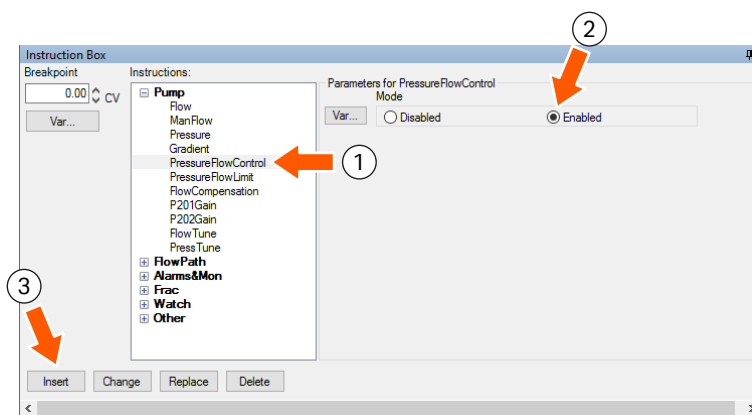 2
Instruction Box
Breakpoint
Instructions:
0.00
CV
Var...
Pump
Flow
ManFlow
Pressure
Gradient
PressureFlowControl
PressureFlowLimit
FlowCompensation
P201Gain
P202Gain
FlowTune
PressTune
FlowPath
Alarms&Mon
Frac
Watch
Other
Parameters for PressureFlowControl
Mode
Var...
Disabled
Enabled
1
3
Insert
Change
Replace
Delete